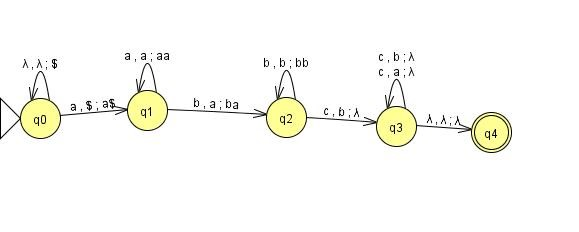 λ , λ ; $
a , a ; aa
b , b ; bb
c , b ; λ
c , a ; λ
q0
a , $ ; a$
q1
b , a ; ba
q2
c , b ; λ
q3
λ , λ ; λ
q4